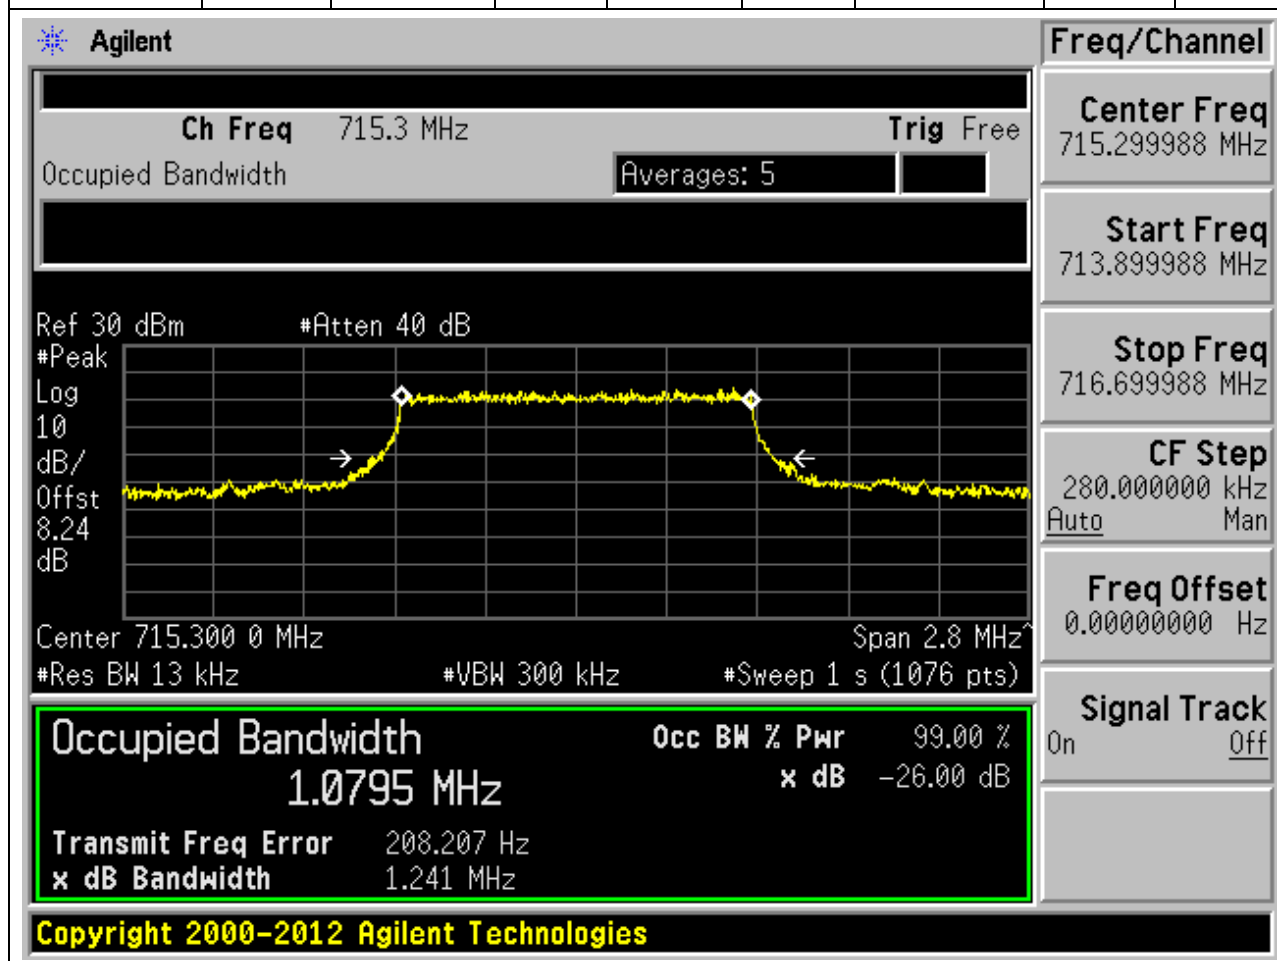 Agilent
Freq/Channel
Ch Freq 715.3 MHz Trig Free
Occupied Bandwidth Averages: 5
Ref 30 dBm #Atten 40 dB
#Peak
Log
10
dB/
Offst
8.24
dB
Center 715.300 0 MHz Span 2.8 MHz^
#Res BW 13 kHz #VBW 300 kHz #Sweep 1 s (1076 pts)
Occupied Bandwidth Occ BW % Pwr 99.00 %
1.0795 MHz x dB -26.00 dB
Transmit Freq Error 208.207 Hz
x dB Bandwidth 1.241 MHz
Copyright 2000-2012 Agilent Technologies
Center Freq
715.299988 MHz
Start Freq
713.899988 MHz
Stop Freq
716.699988 MHz
CF Step
280.000000 kHz
Auto Man
Freq Offset
0.00000000 Hz
Signal Track
On Off